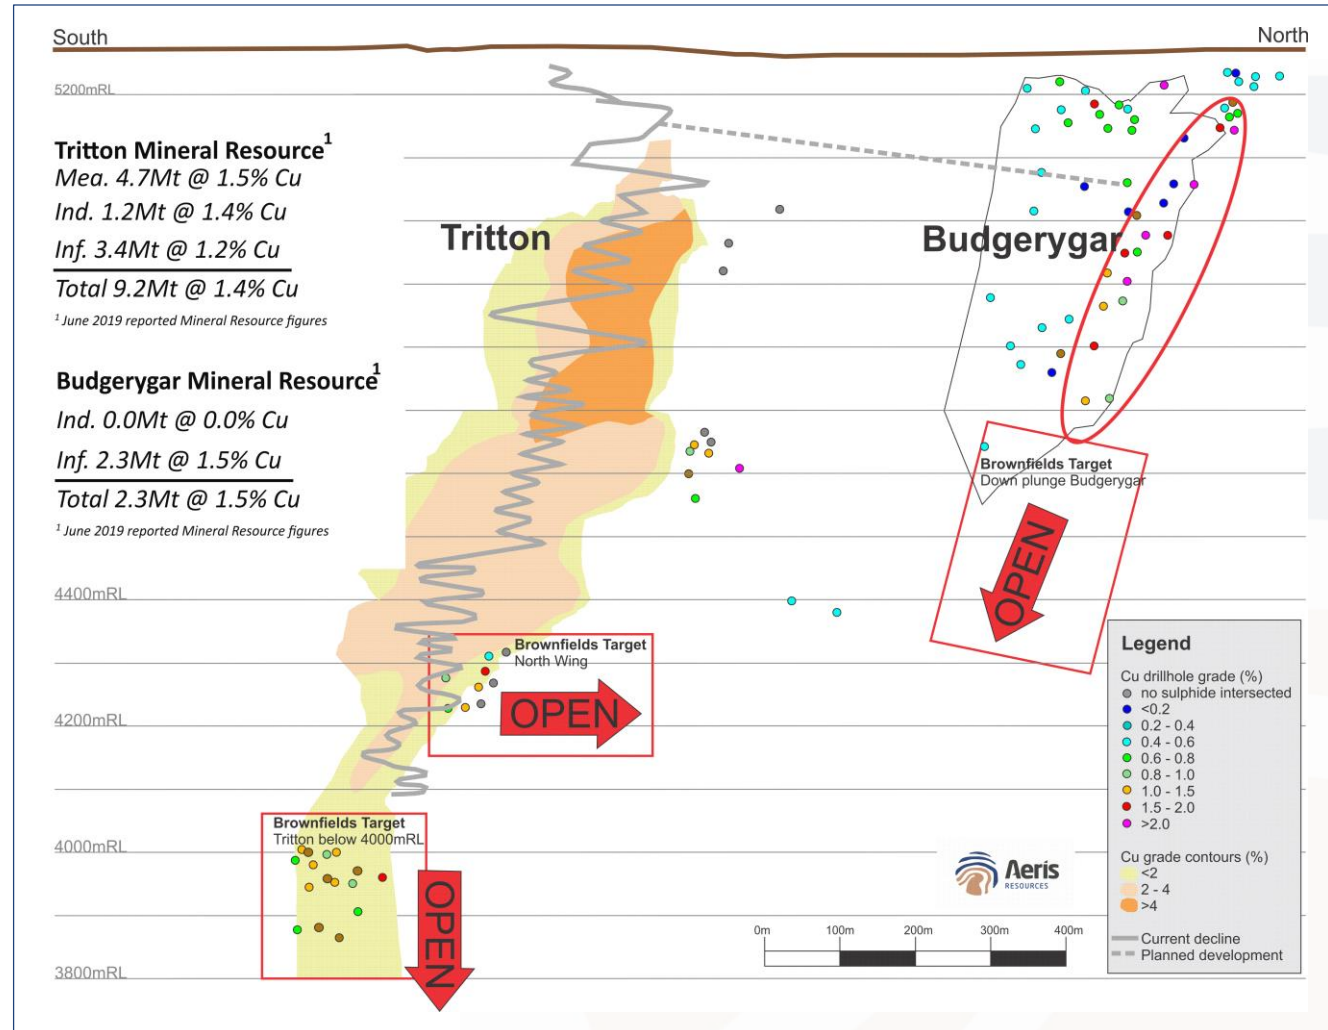 South
North
5200mRL
Tritton Mineral Resource1
Mea. 4.7Mt @ 1.5% Cu
Ind. 1.2Mt @ 1.4% Cu
Inf. 3.4Mt @ 1.2% Cu
Total 9.2Mt @ 1.4% Cu
1 June 2019 reported Mineral Resource figures
Tritton
Budgerygar
Budgerygar Mineral Resource1
Ind. 0.0Mt @ 0.0% Cu
Inf. 2.3Mt @ 1.5% Cu
Total 2.3Mt @ 1.5% Cu
1 June 2019 reported Mineral Resource figures
Brownfields Target
Down plunge Budgerygar
OPEN
4400mRL
Brownfields Target
North Wing
OPEN
4200mRL
Brownfields Target
Tritton below 4000mRL
4000mRL
OPEN
3800mRL
Aeris
RESOURCES
0m 100m 200m 300m 400m
Legend
Cu drillhole grade (%)
no sulphide intersected
<0.2
0.2 - 0.4
0.4 - 0.6
0.6 - 0.8
0.8 - 1.0
1.0 - 1.5
1.5 - 2.0
>2.0
Cu grade contours (%)
<2
2 - 4
>4
Current decline
Planned development